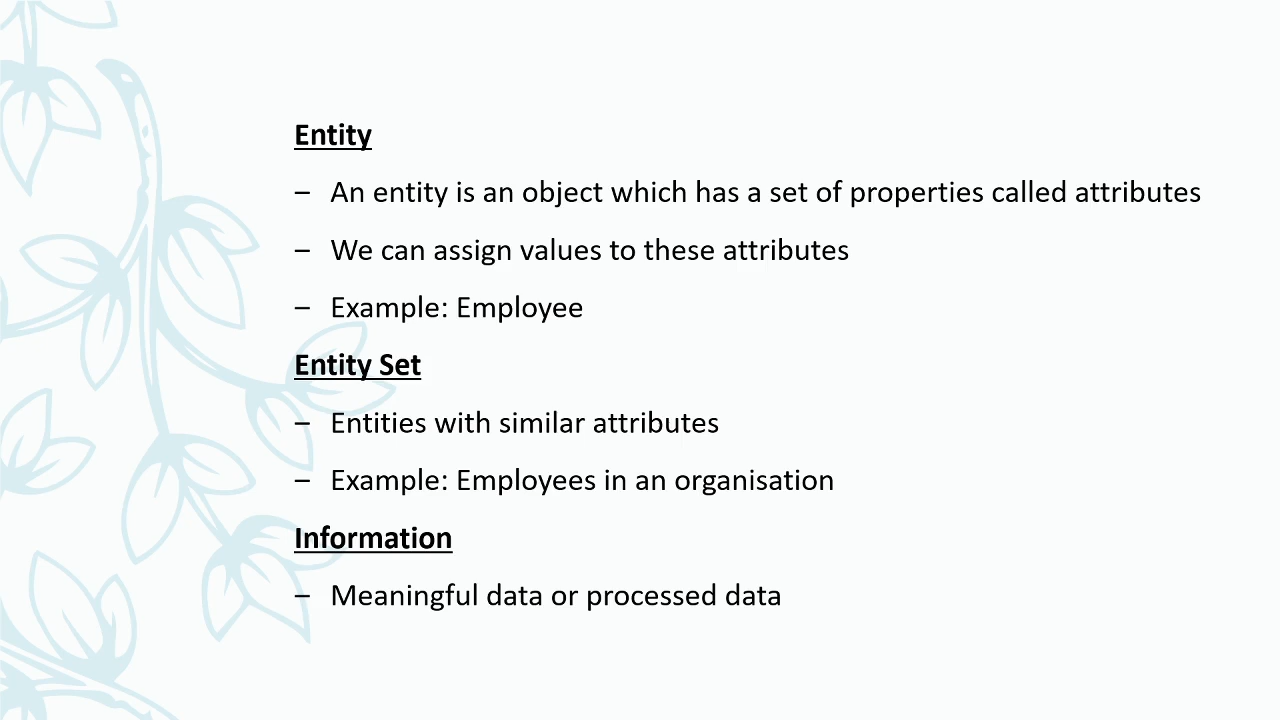 Entity
– An entity is an object which has a set of properties called attributes
– We can assign values to these attributes
– Example: Employee
Entity Set
– Entities with similar attributes
– Example: Employees in an organisation
Information
– Meaningful data or processed data